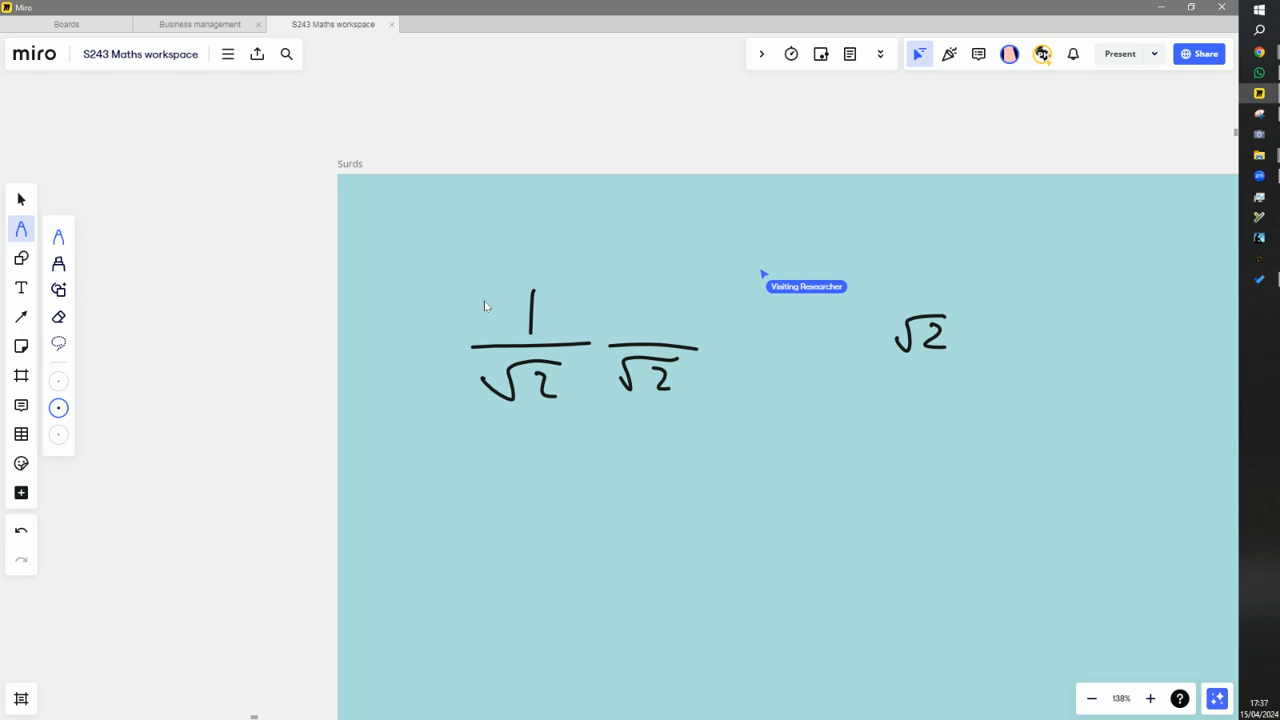 Miro
Boards
Business management
S243 Maths workspace
miro
S243 Maths workspace
Present
Share
Surds
Visiting Researcher
1
√2 √2
√2
138%
17:37
15/04/2024